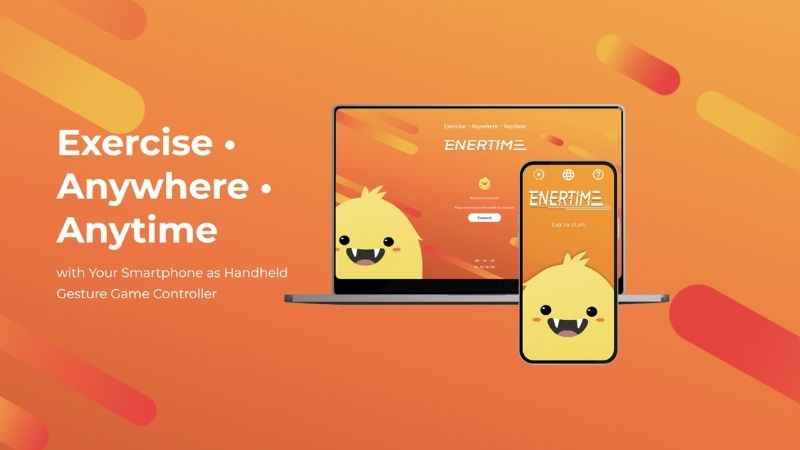 Exercise •
Anywhere •
Anytime
with Your Smartphone as Handheld
Gesture Game Controller
Exercise • Anywhere • Anytime
ENERTIME
Connect
ENERTIME
tap to start